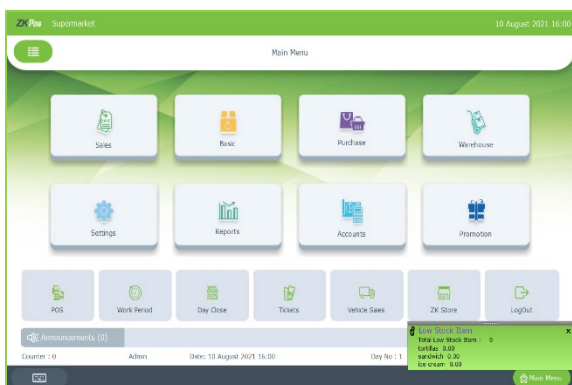 ZKPos Supermarket 10 August 2021 16:00
Main Menu
Sales Basic Purchase Warehouse
Settings Reports Accounts Promotion
POS Work Period Day Close Tickets Vehicle Sales ZK Store LogOut
Announcements (0)
Low Stock Item x
Total Low Stock Item : 0
tortillas 0.00
sandwich 0.00
ice cream 0.00
Counter : 0 Admin Date: 10 August 2021 16:00 Day No : 1
Main Menu